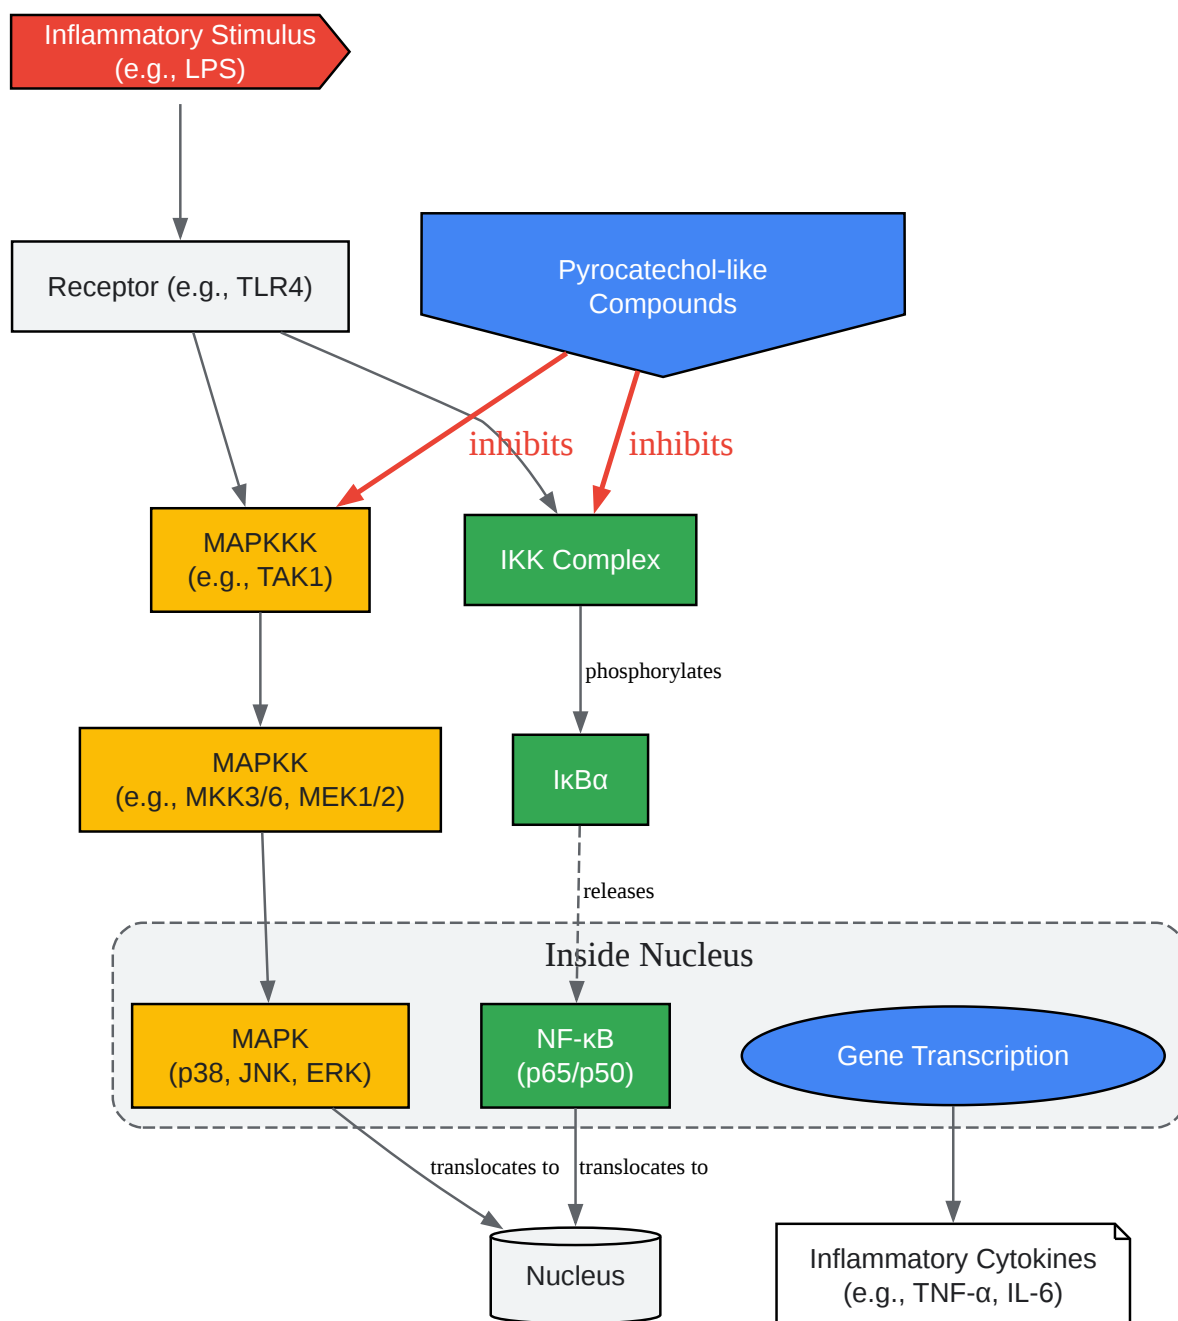 Inflammatory Stimulus
(e.g., LPS)
Receptor (e.g., TLR4)
Pyrocatechol-like
Compounds
inhibits
inhibits
MAPKKK
(e.g., TAK1)
IKK Complex
phosphorylates
MAPKK
(e.g., MKK3/6, MEK1/2)
IκBα
releases
Inside Nucleus
MAPK
(p38, JNK, ERK)
NF-κB
(p65/p50)
Gene Transcription
translocates to
translocates to
Nucleus
Inflammatory Cytokines
(e.g., TNF-α, IL-6)